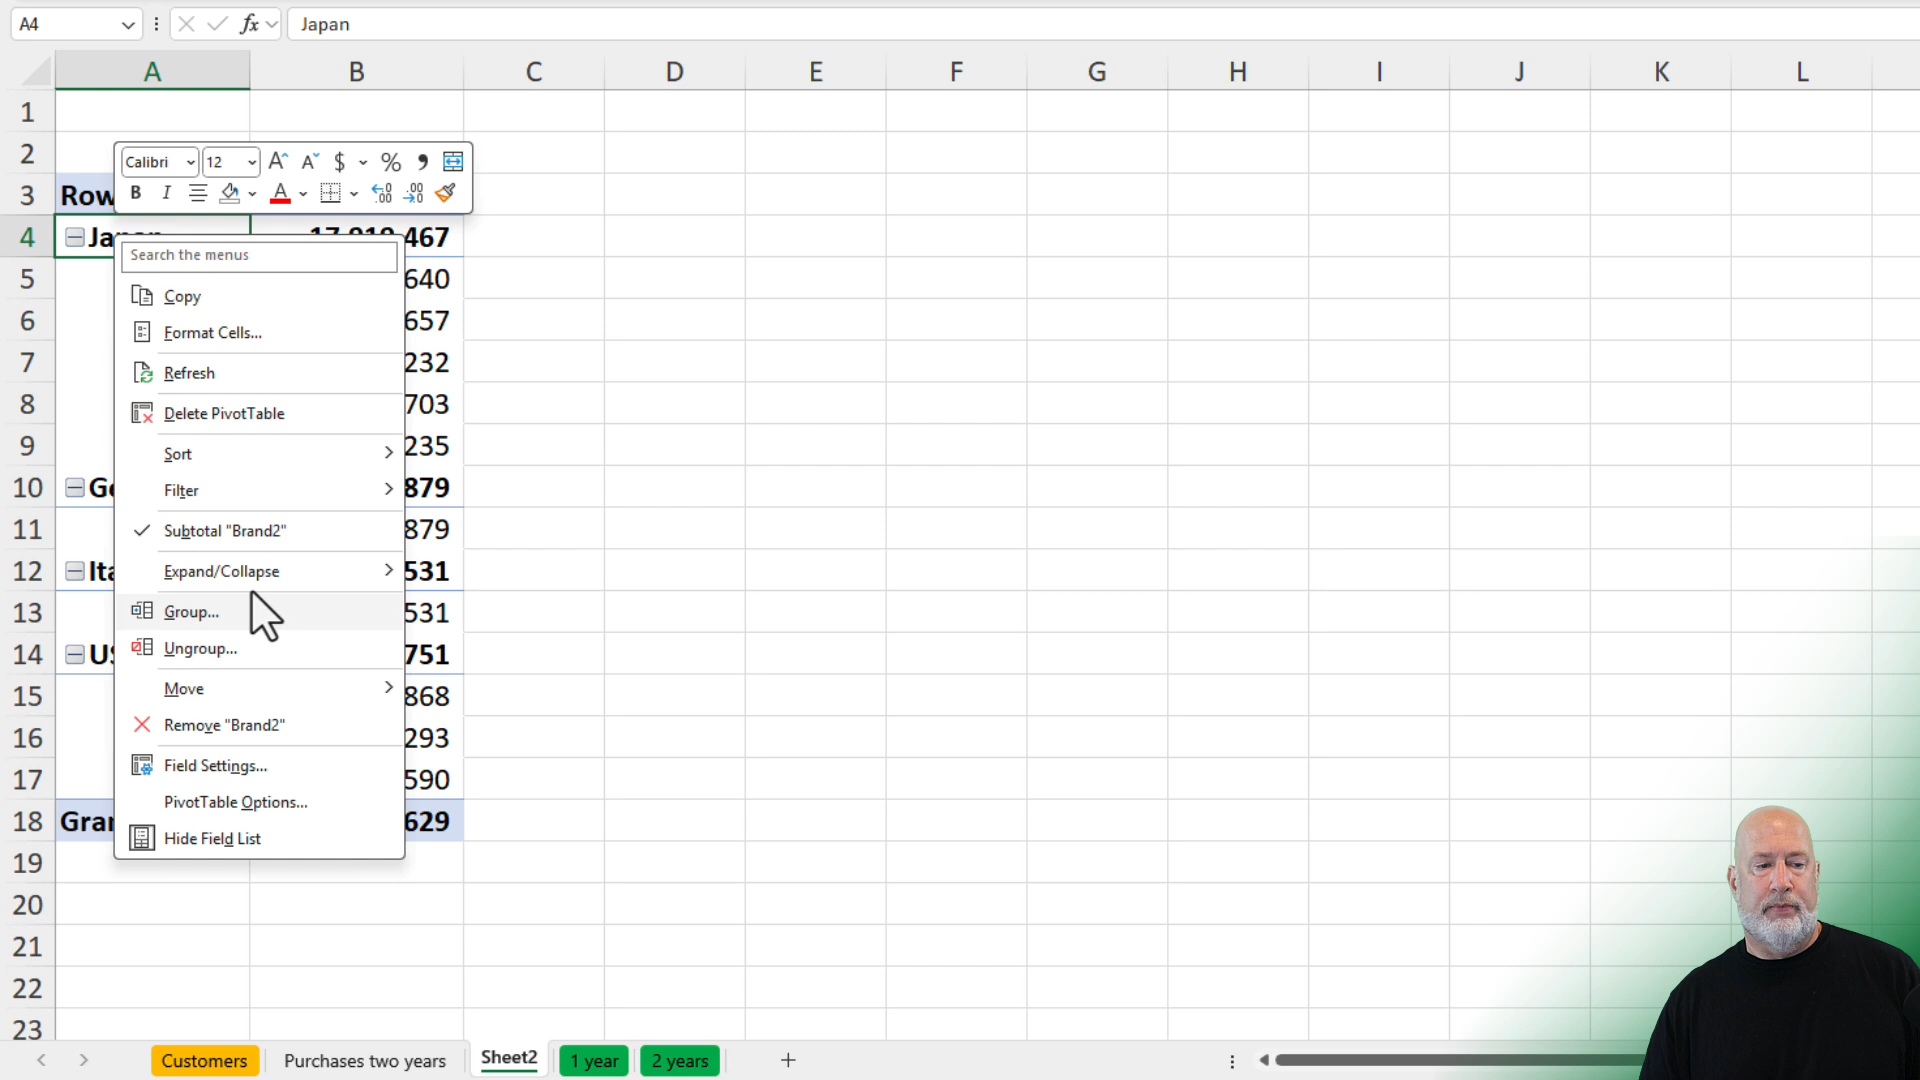 A4
fx
Japan
A B C D E F G H I J K L
1
2
Calibri 12 A A $ % ,
B I A .00 .00
3 Row
4 467
Search the menus
5 640
Copy
6 657
Format Cells...
7 232
Refresh
8 703
Delete PivotTable
9 235
Sort
10 879
Filter
11 879
Subtotal "Brand2"
12 531
Expand/Collapse
13 531
Group...
14 751
Ungroup...
15 868
Move
16 293
Remove "Brand2"
17 590
Field Settings...
18 629
PivotTable Options...
Hide Field List
19
20
21
22
23
Customers Purchases two years Sheet2 1 year 2 years